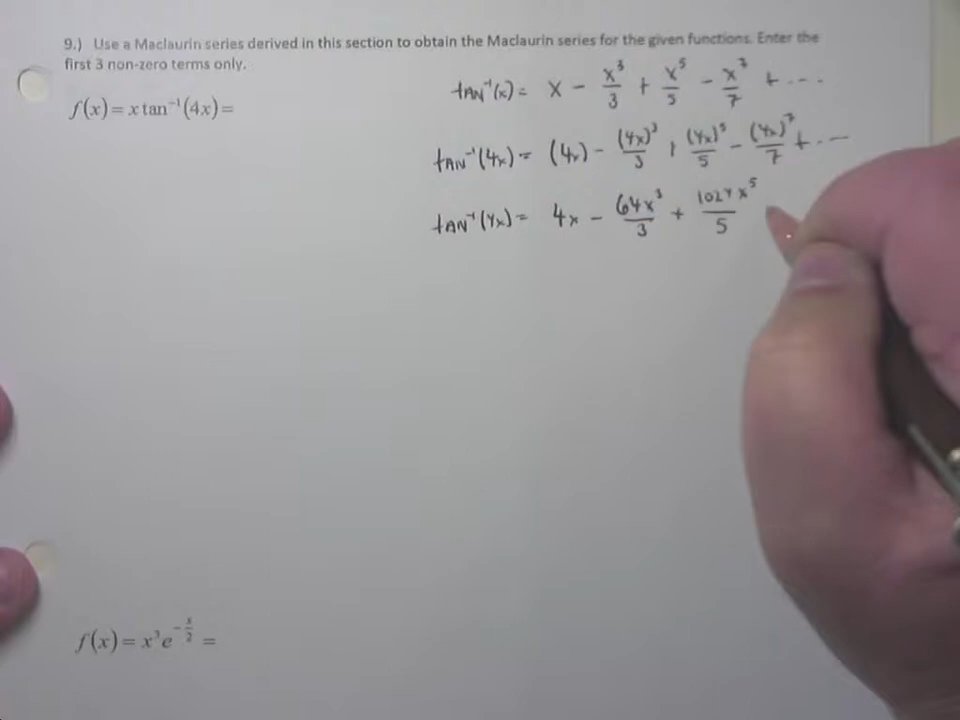 9.) Use a Maclaurin series derived in this section to obtain the Maclaurin series for the given functions. Enter the
first 3 non-zero terms only.
f(x) = x tan⁻¹(4x) =
tan⁻¹(x) = x - x³/3 + x⁵/5 - x⁷/7 + ...
tan⁻¹(4x) = (4x) - (4x)³/3 + (4x)⁵/5 - (4x)⁷/7 + ...
tan⁻¹(4x) = 4x - 64x³/3 + 1024x⁵/5
f(x) = x³e^(-x/2) =